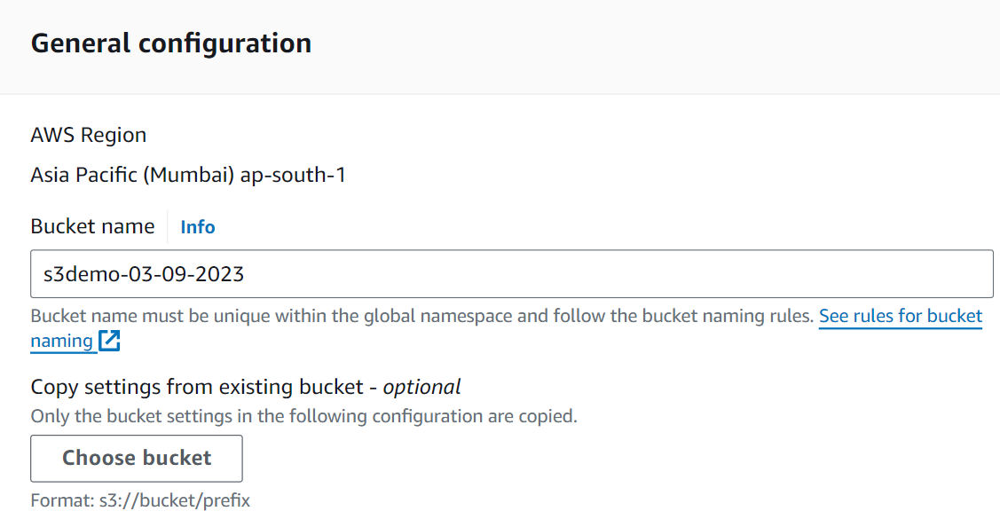 General configuration
AWS Region
Asia Pacific (Mumbai) ap-south-1
Bucket name Info
s3demo-03-09-2023
Bucket name must be unique within the global namespace and follow the bucket naming rules. See rules for bucket
naming
Copy settings from existing bucket - optional
Only the bucket settings in the following configuration are copied.
Choose bucket
Format: s3://bucket/prefix